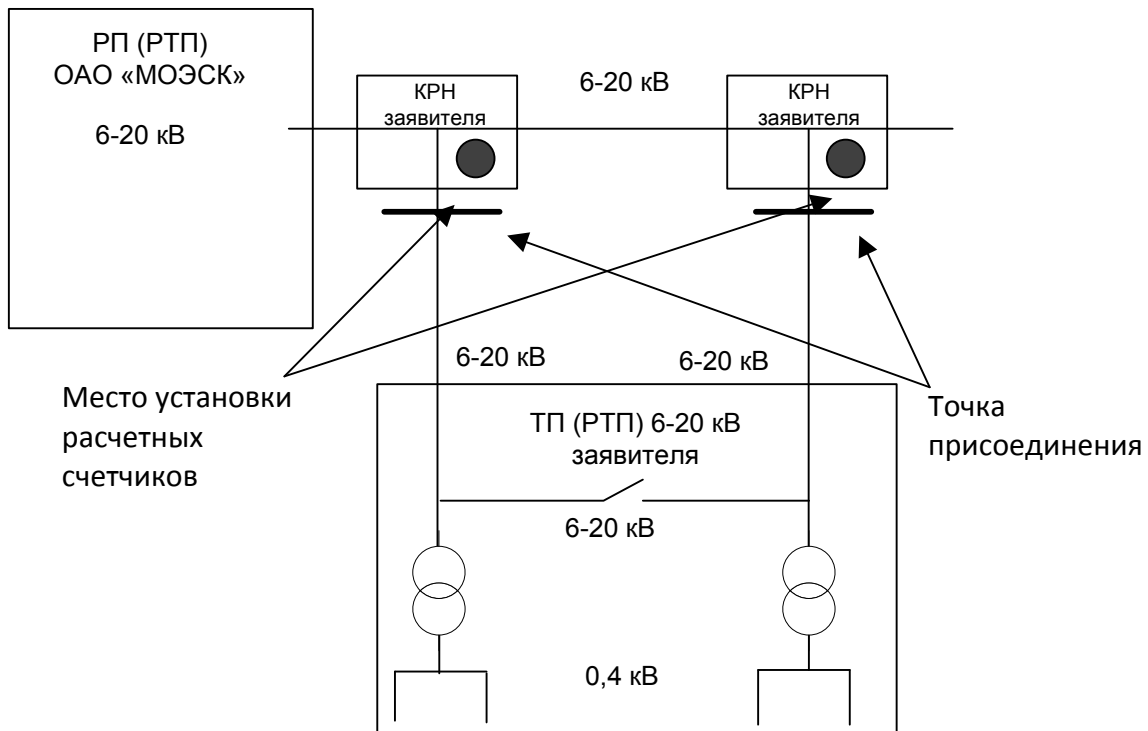 РП (РТП)
ОАО «МОЭСК»
6-20 кВ
КРН
заявителя
6-20 кВ
КРН
заявителя
6-20 кВ
6-20 кВ
Место установки
расчетных
счетчиков
Точка
присоединения
ТП (РТП) 6-20 кВ
заявителя
6-20 кВ
0,4 кВ